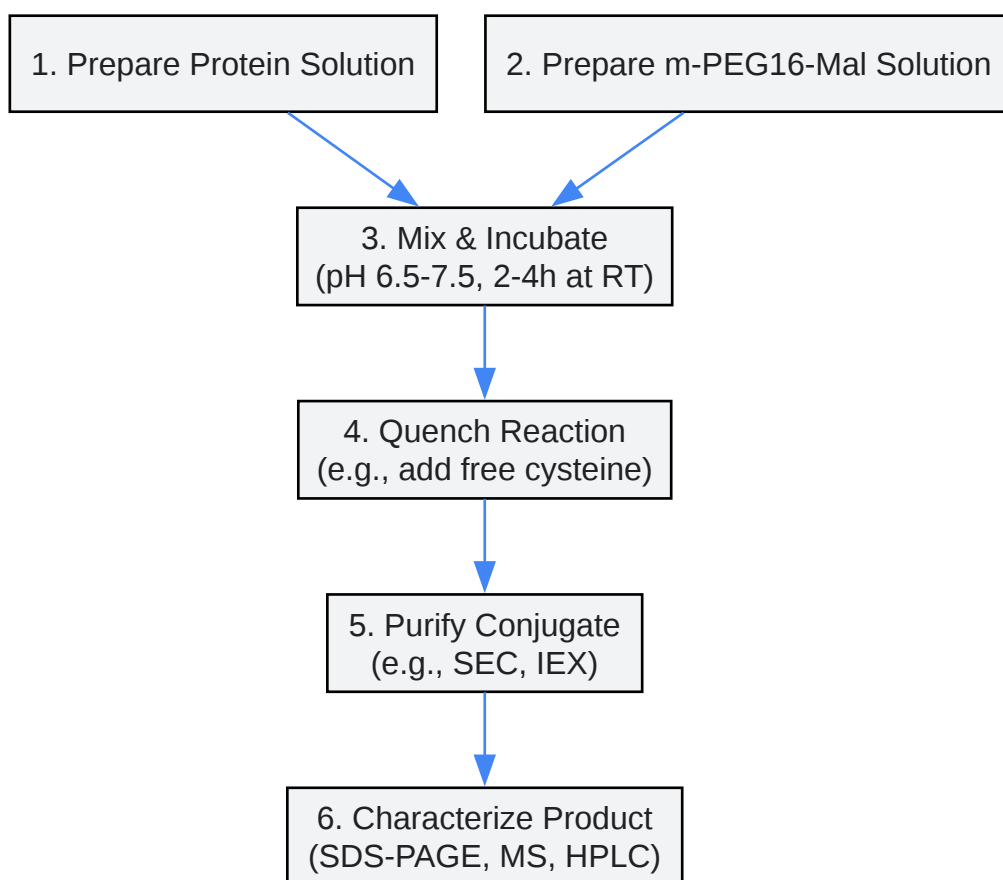 1. Prepare Protein Solution
2. Prepare m-PEG16-Mal Solution
3. Mix & Incubate
(pH 6.5-7.5, 2-4h at RT)
4. Quench Reaction
(e.g., add free cysteine)
5. Purify Conjugate
(e.g., SEC, IEX)
6. Characterize Product
(SDS-PAGE, MS, HPLC)